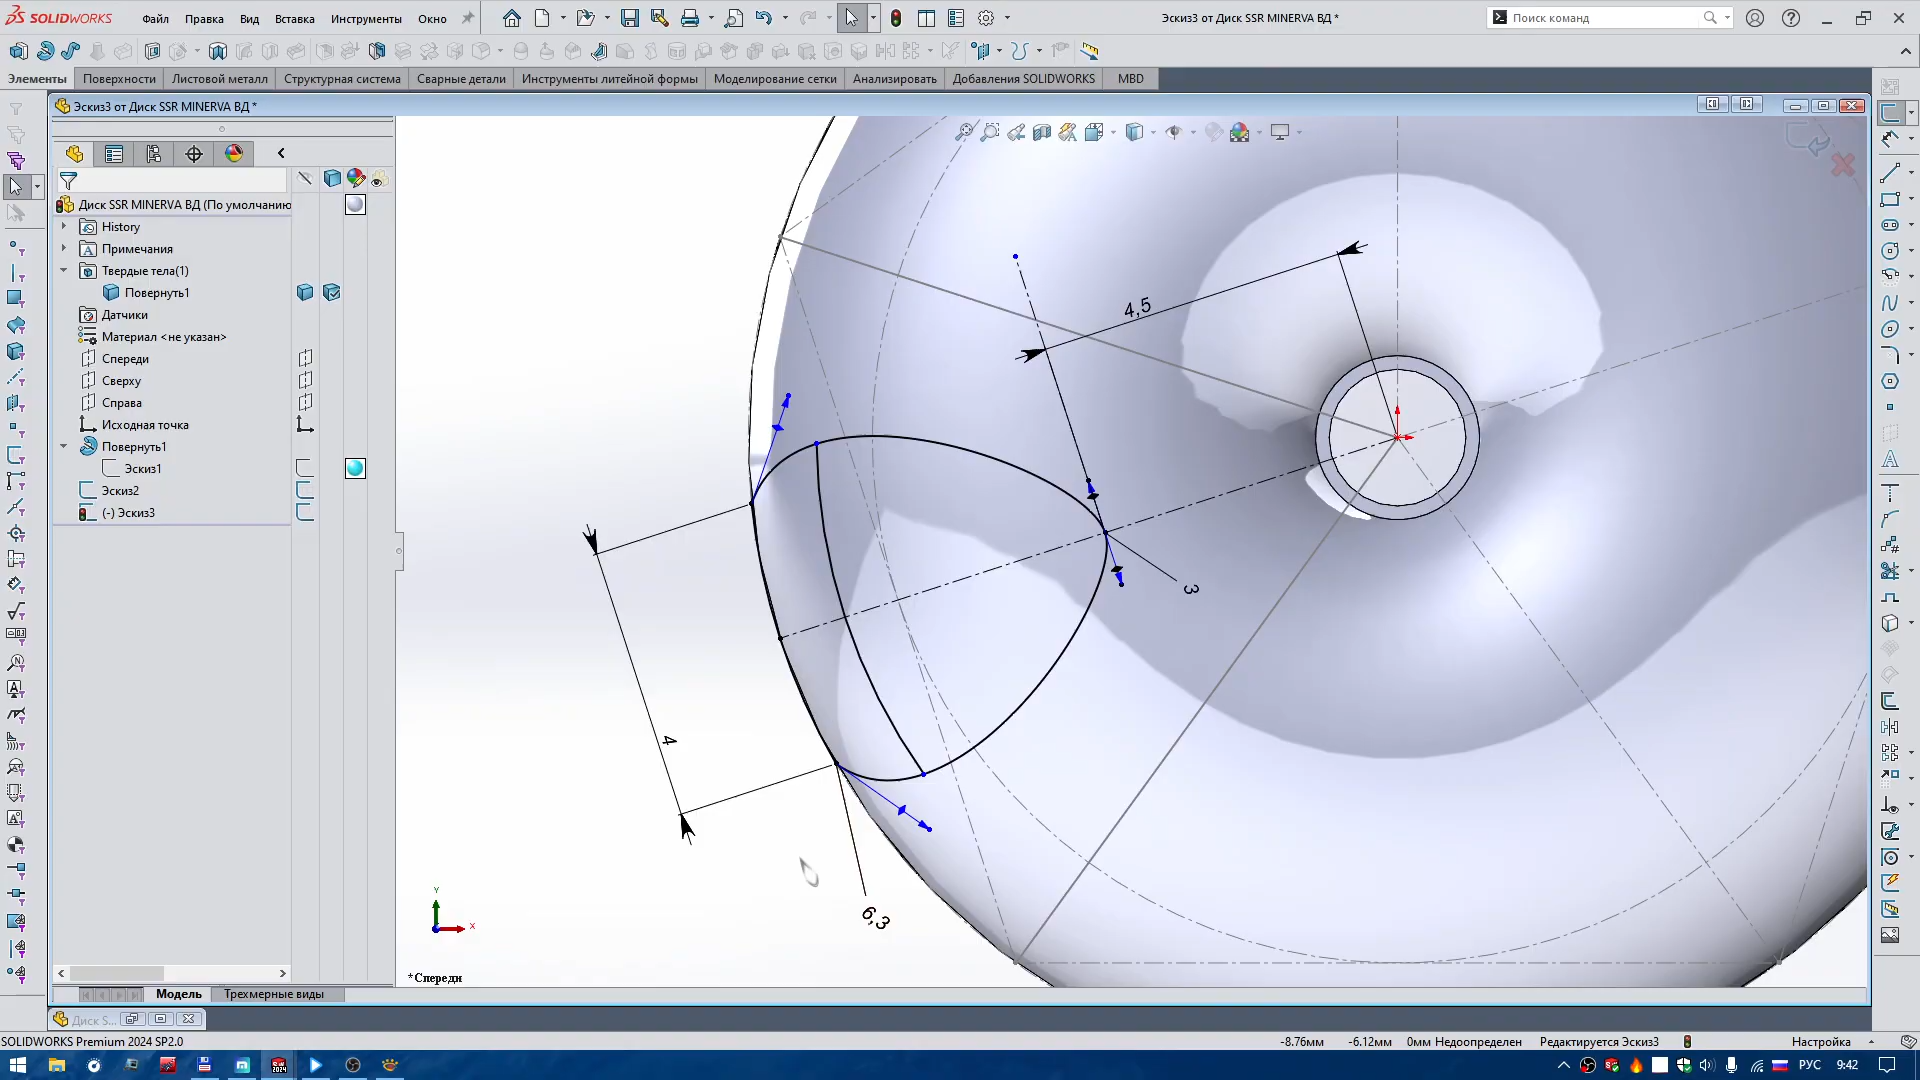 SOLIDWORKS
Файл
Правка
Вид
Вставка
Инструменты
Окно
Эскиз3 от Диск SSR MINERVA ВД *
Поиск команд
Элементы
Поверхности
Листовой металл
Структурная система
Сварные детали
Инструменты литейной формы
Моделирование сетки
Анализировать
Добавления SOLIDWORKS
MBD
Эскиз3 от Диск SSR MINERVA ВД *
Диск SSR MINERVA ВД (По умолчанию
History
Примечания
Твердые тела(1)
Повернуть1
Датчики
Материал <не указан>
Спереди
Сверху
Справа
Исходная точка
Повернуть1
Эскиз1
Эскиз2
(-) Эскиз3
4,5
3
4
6,3
Y
X
*Спереди
Модель
Трехмерные виды
Диск S...
SOLIDWORKS Premium 2024 SP2.0
-8.76мм
-6.12мм
0мм
Недоопределен
Редактируется Эскиз3
Настройка
РУС
9:42